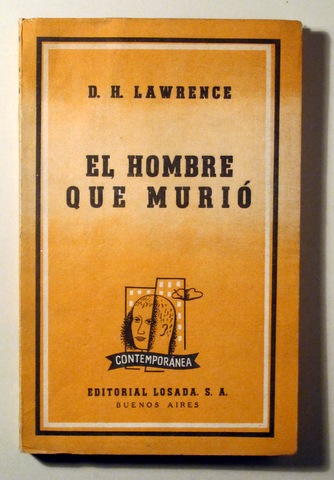 D. H. LAWRENCE
EL HOMBRE
QUE MURIÓ
CONTEMPORÁNEA
EDITORIAL LOSADA, S. A.
BUENOS AIRES